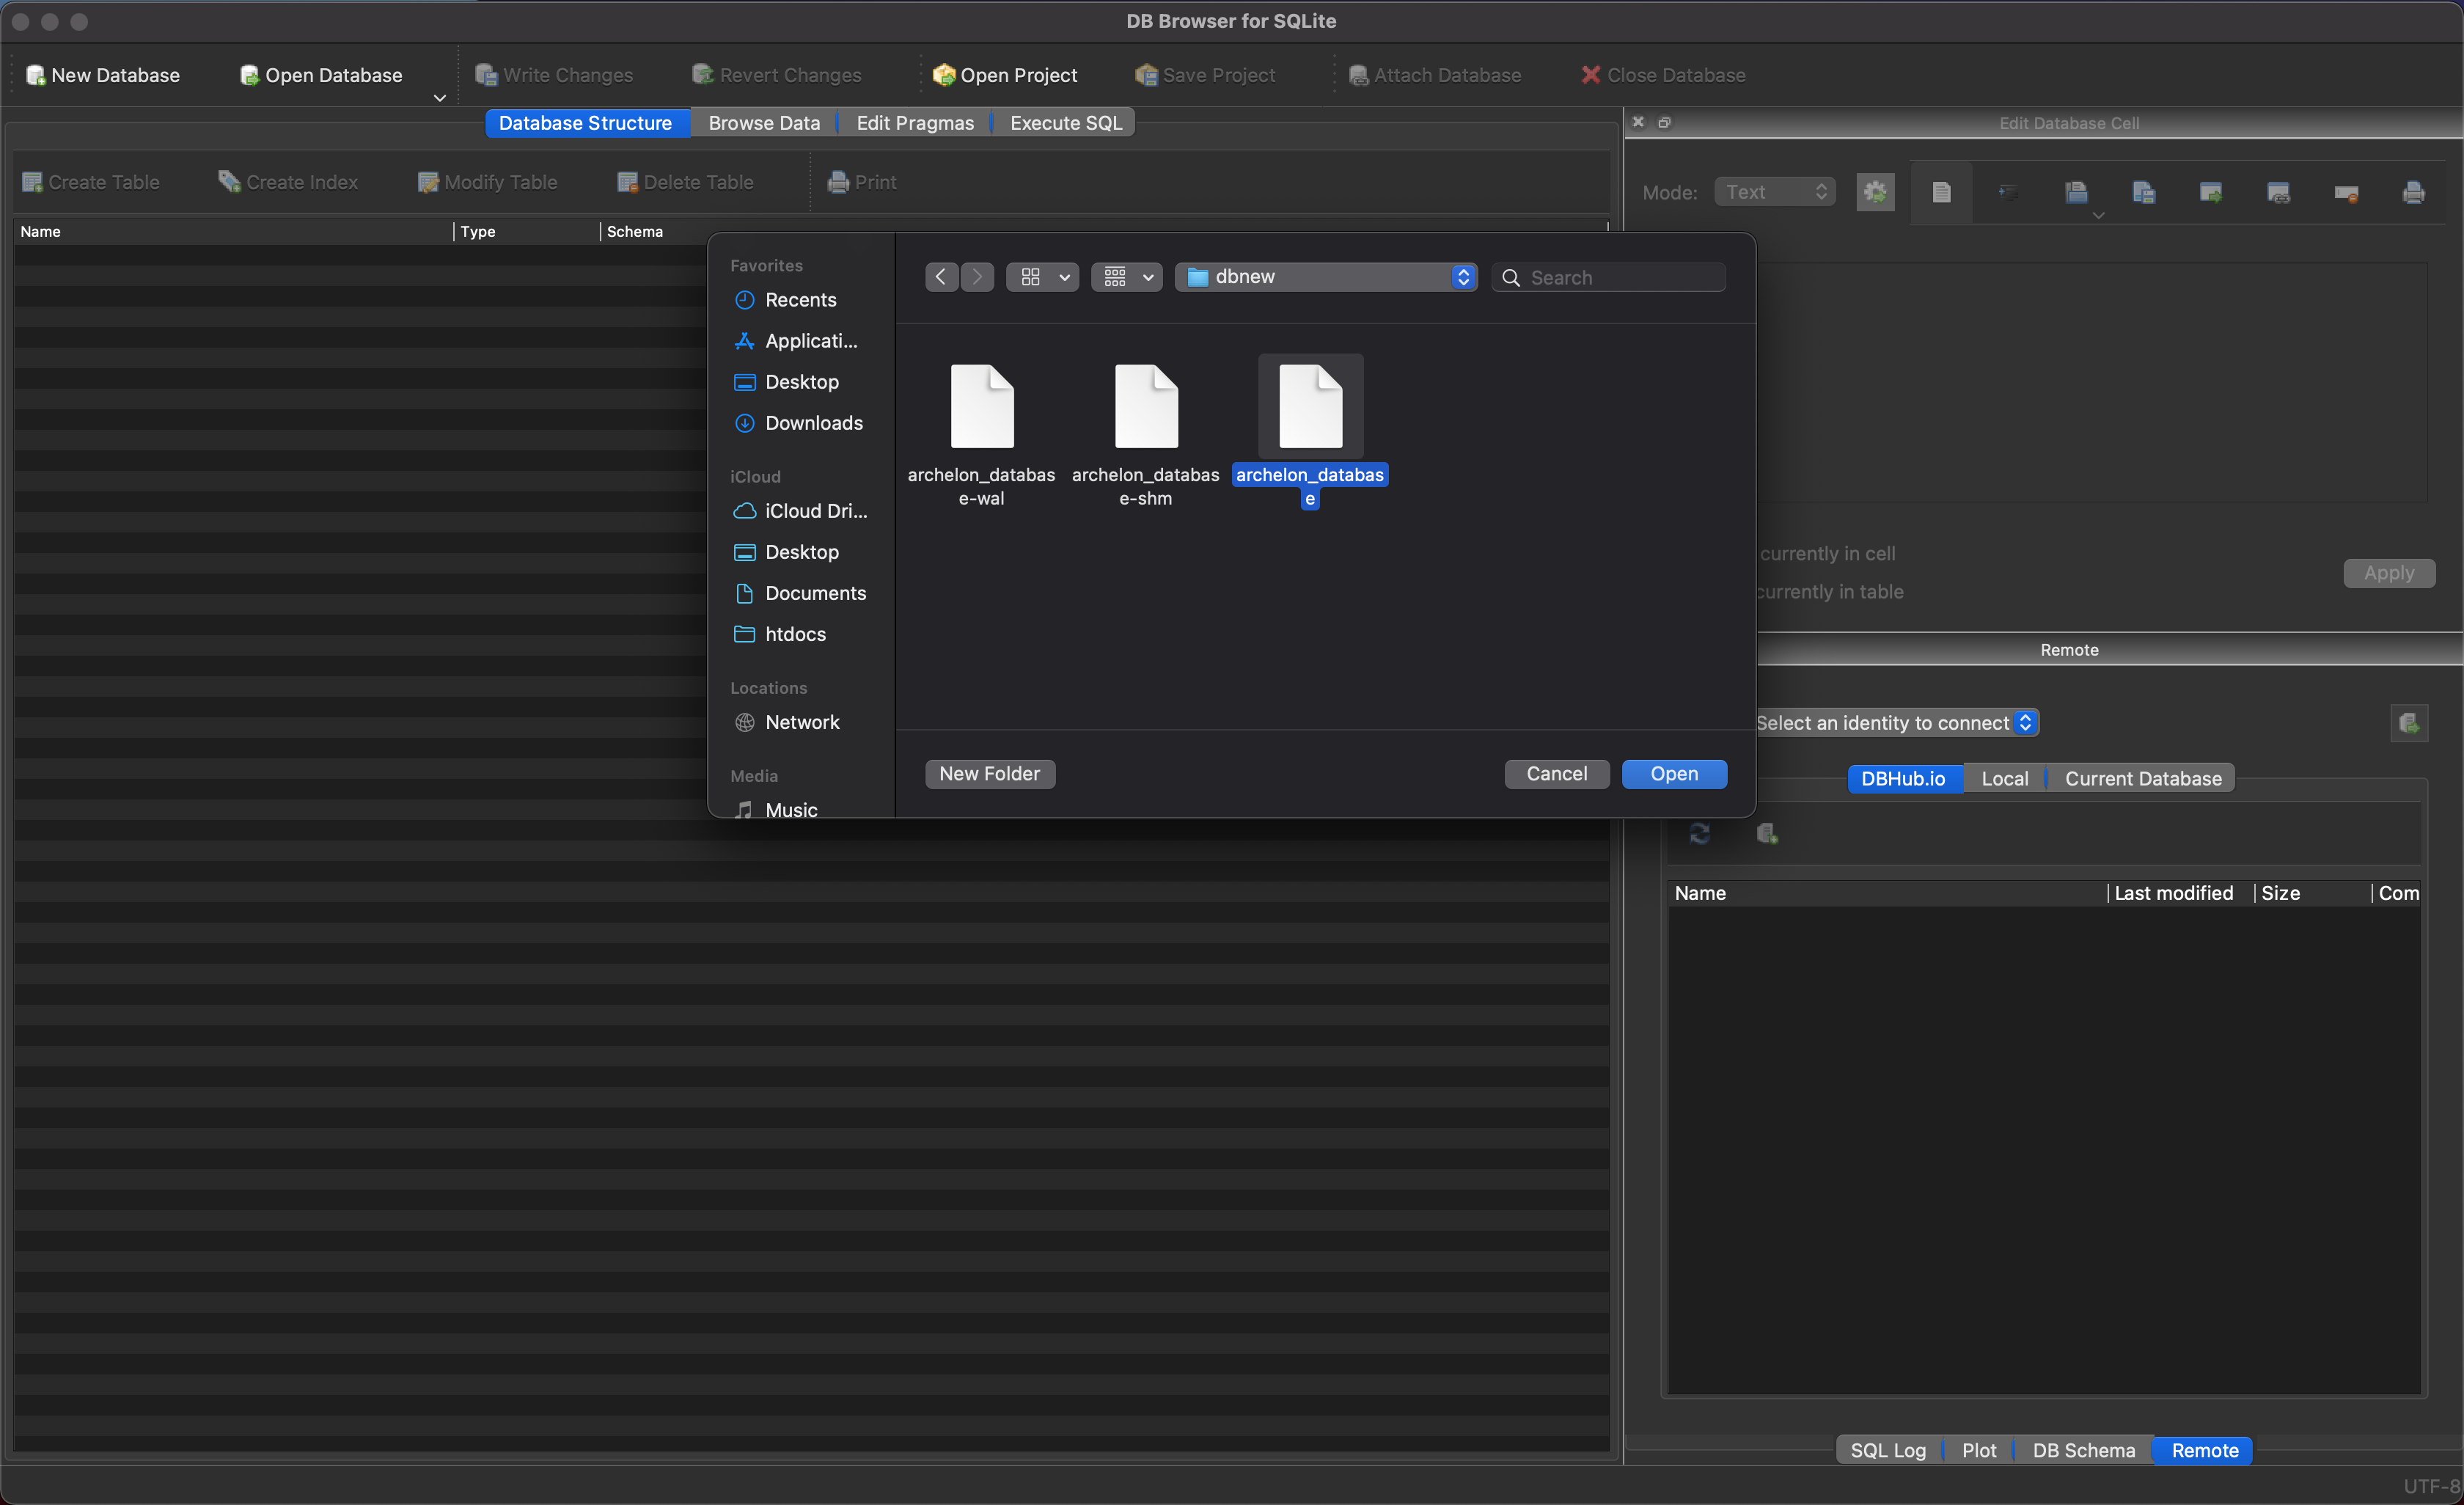 DB Browser for SQLite
New Database
Open Database
Write Changes
Revert Changes
Open Project
Save Project
Attach Database
Close Database
Database Structure
Browse Data
Edit Pragmas
Execute SQL
Create Table
Create Index
Modify Table
Delete Table
Print
Name
Type
Schema
Favorites
Recents
Applicati...
Desktop
Downloads
iCloud
iCloud Dri...
Desktop
Documents
htdocs
Locations
Network
Media
Music
dbnew
Search
archelon_databas
e-wal
archelon_databas
e-shm
archelon_databas
e
New Folder
Cancel
Open
Edit Database Cell
Mode:
Text
currently in cell
currently in table
Apply
Remote
Select an identity to connect
DBHub.io
Local
Current Database
Name
Last modified
Size
Com
SQL Log
Plot
DB Schema
Remote
UTF-8